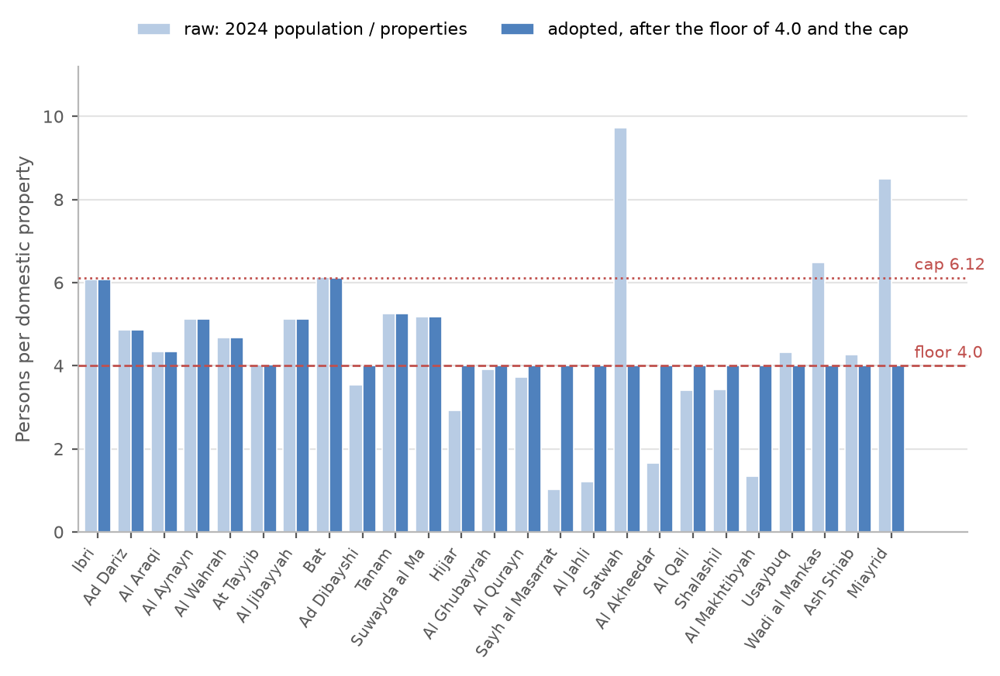 raw: 2024 population / properties
adopted, after the floor of 4.0 and the cap
Persons per domestic property
10
8
6
4
2
0
cap 6.12
floor 4.0
Ibri
Ad Dariz
Al Araqi
Al Aynayn
Al Wahrah
At Tayyib
Al Jibayyah
Bat
Ad Dibayshi
Tanam
Suwayda al Ma
Hijar
Al Ghubayrah
Al Qurayn
Sayh al Masarrat
Al Jahli
Satwah
Al Akheedar
Al Qali
Shalashil
Al Makhtibyah
Usaybuq
Wadi al Mankas
Ash Shiab
Miayrid